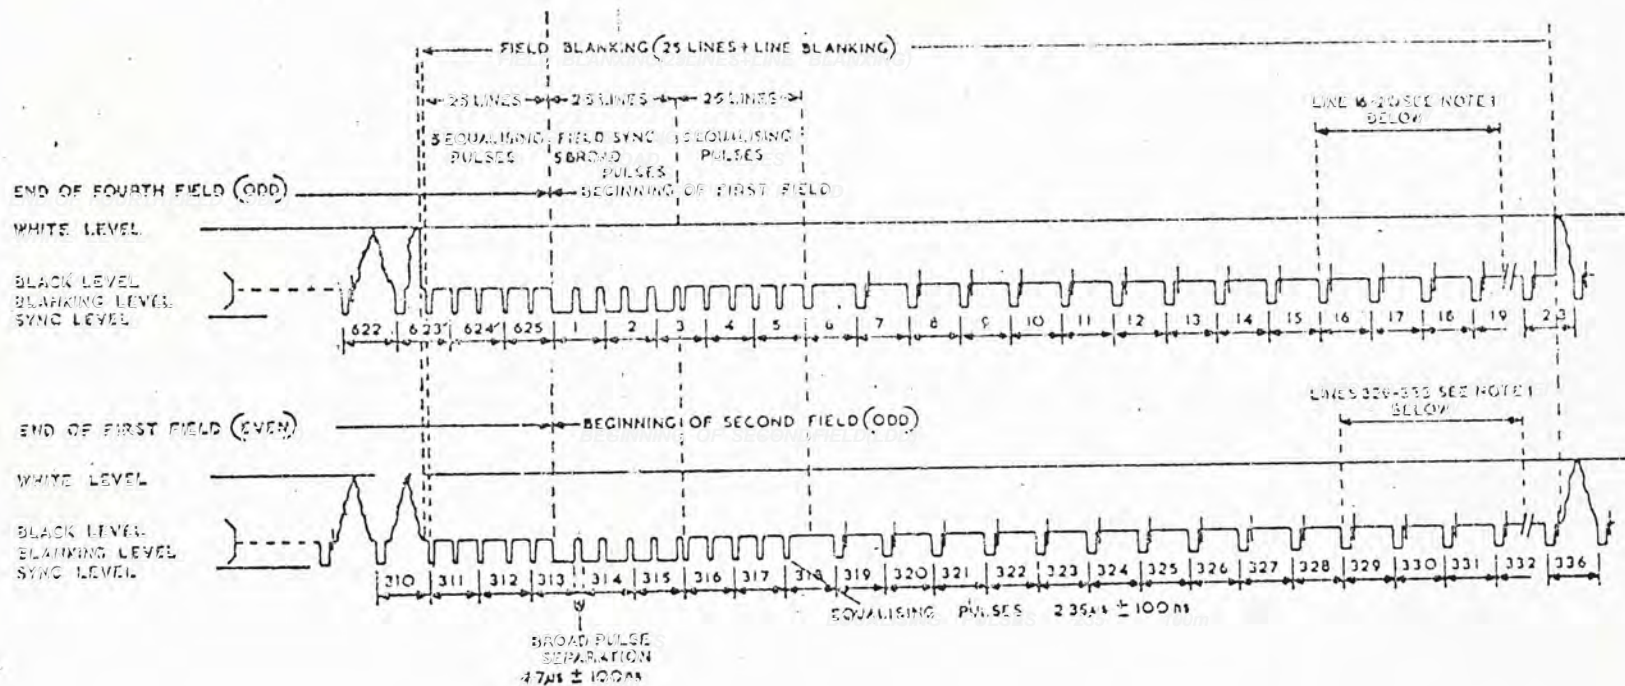 FIELD BLANKING (25 LINES + LINE BLANKING)
2·5 LINES 2·5 LINES 2·5 LINES
LINE 16-20 SEE NOTE 1
BELOW
5 EQUALISING PULSES
FIELD SYNC 5 BROAD PULSES
5 EQUALISING PULSES
END OF FOURTH FIELD (ODD)
BEGINNING OF FIRST FIELD
WHITE LEVEL
BLACK LEVEL
BLANKING LEVEL
SYNC LEVEL
622 623 624 625 1 2 3 4 5 6 7 8 9 10 11 12 13 14 15 16 17 18 19 23
LINES 329-333 SEE NOTE 1
BELOW
END OF FIRST FIELD (EVEN)
BEGINNING OF SECOND FIELD (ODD)
WHITE LEVEL
BLACK LEVEL
BLANKING LEVEL
SYNC LEVEL
310 311 312 313 314 315 316 317 318 319 320 321 322 323 324 325 326 327 328 329 330 331 332 336
EQUALISING PULSES 2·35µs ± 100ns
BROAD PULSE
SEPARATION
4·7µs ± 100ns